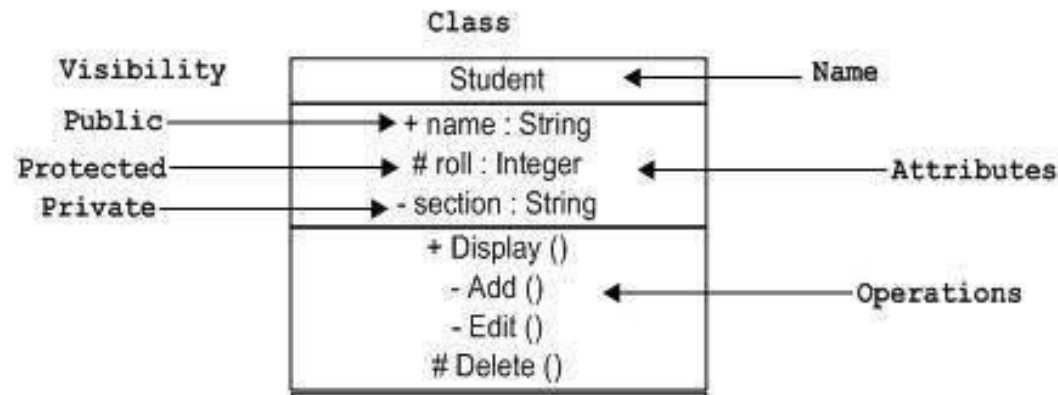 Class
Visibility
Student
Name
Public
+ name : String
Protected
# roll : Integer
Attributes
Private
- section : String
+ Display ()
- Add ()
Operations
- Edit ()
# Delete ()